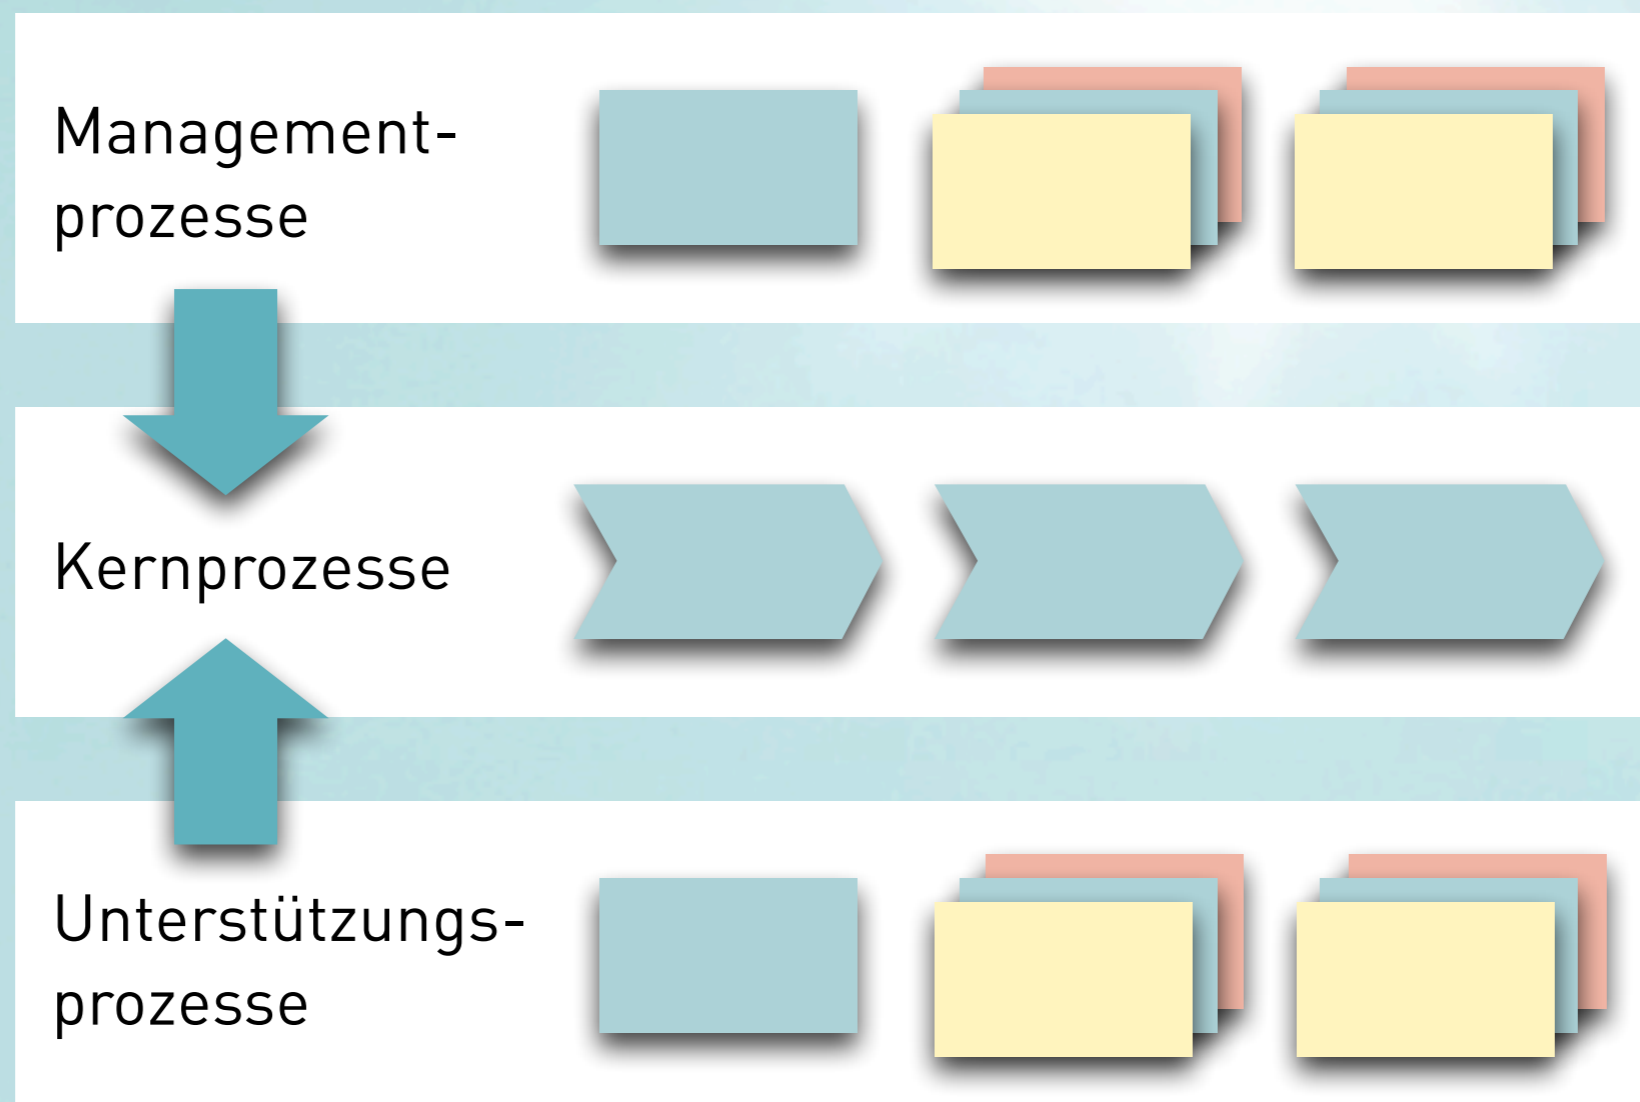 Management-
prozesse
Kernprozesse
Unterstützungs-
prozesse